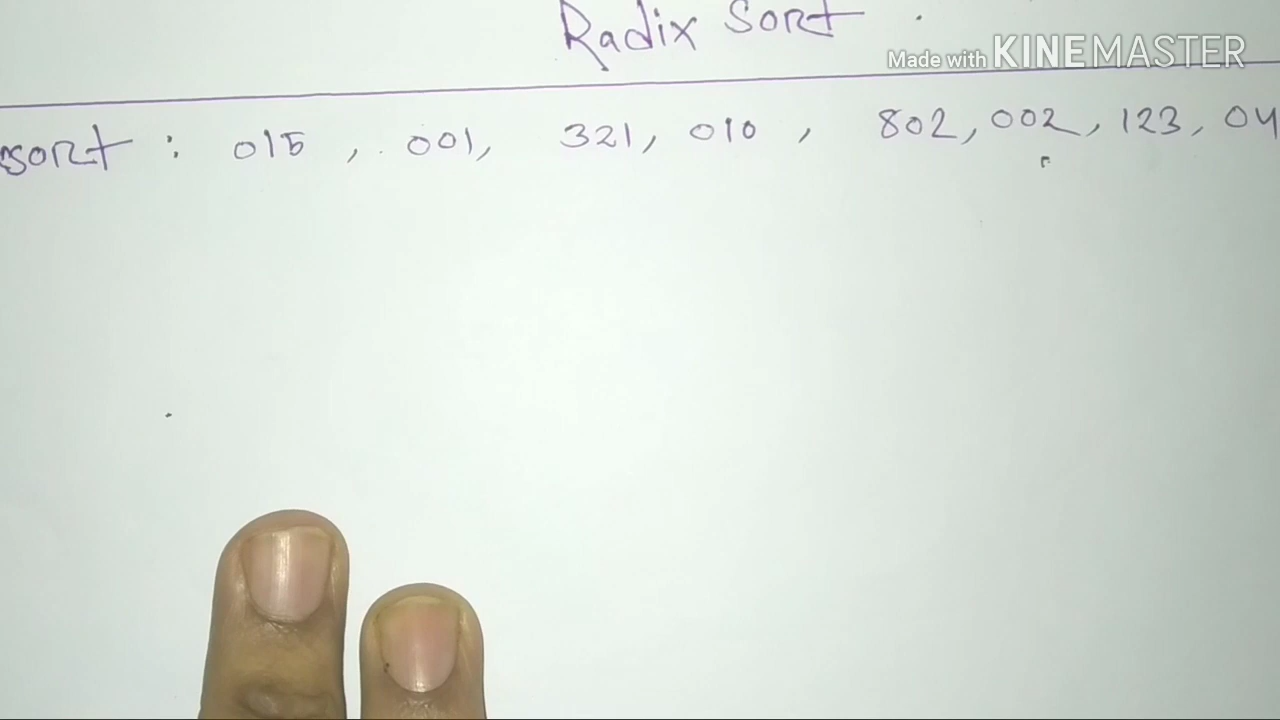 Radix Sort .
Made with KINEMASTER
sort : 015 , 001, 321, 010 , 802, 002, 123, 04